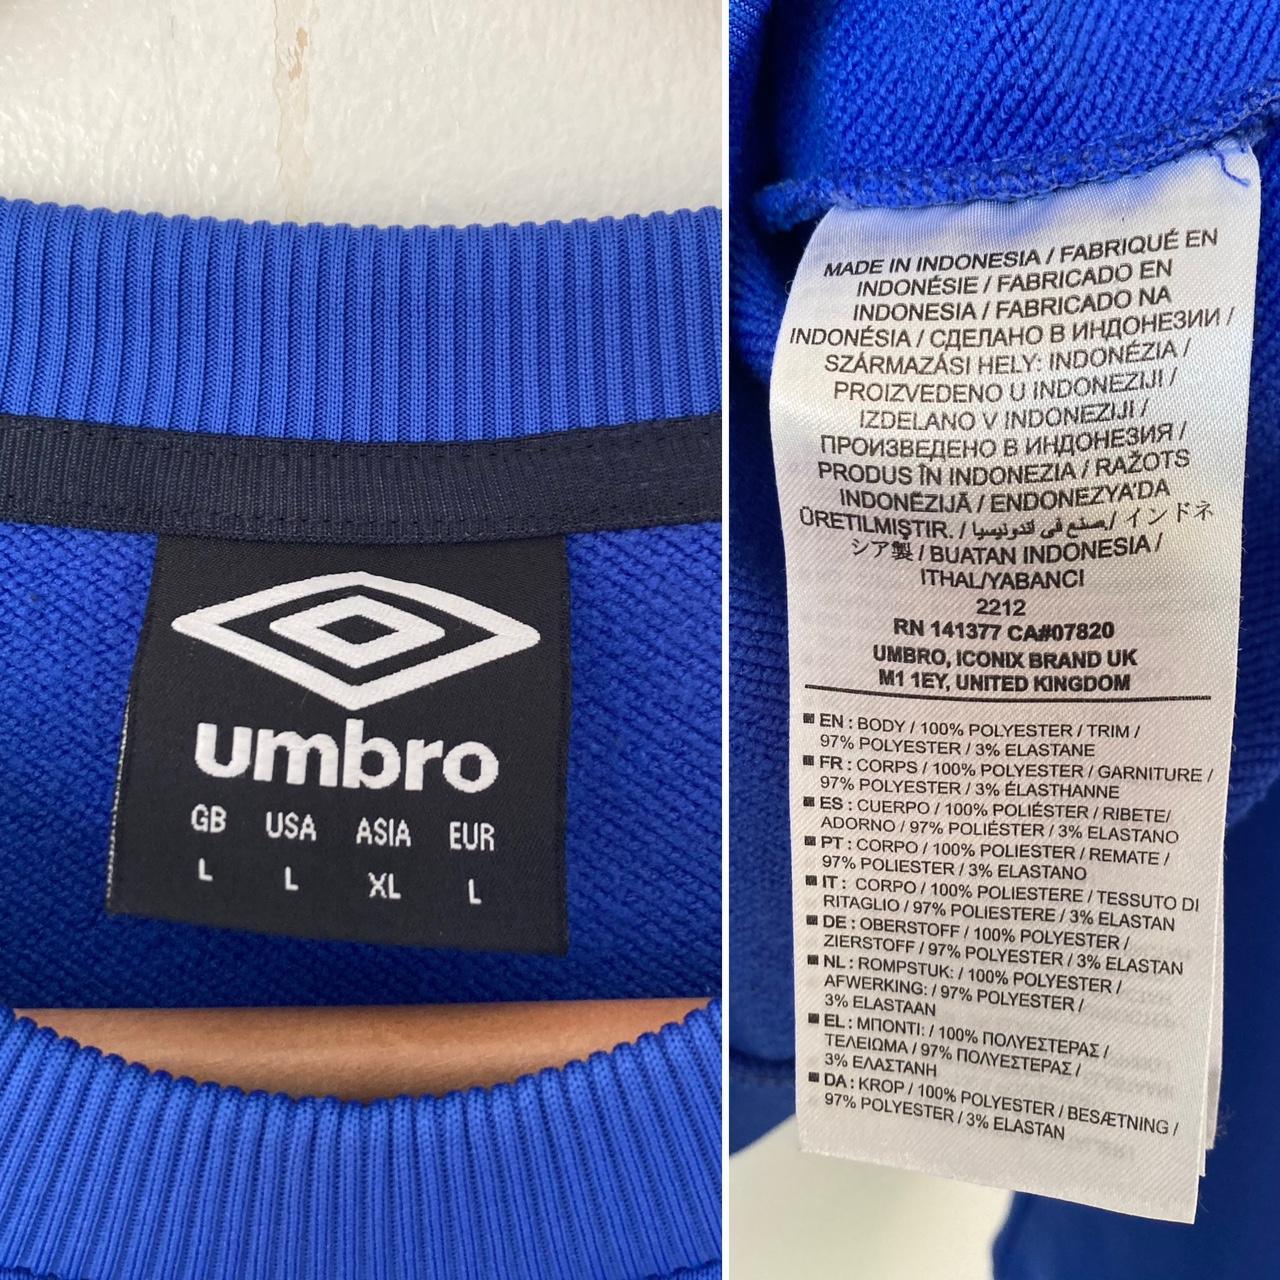 umbro
GB USA ASIA EUR
L L XL L
MADE IN INDONESIA / FABRIQUÉ EN
INDONÉSIE / FABRICADO EN
INDONESIA / FABRICADO NA
INDONÉSIA / СДЕЛАНО В ИНДОНЕЗИИ /
SZÁRMAZÁSI HELY: INDONÉZIA /
PROIZVEDENO U INDONEZIJI /
IZDELANO V INDONEZIJI /
ПРОИЗВЕДЕНО В ИНДОНЕЗИЯ /
PRODUS ÎN INDONEZIA / RAŽOTS
INDONĒZIJĀ / ENDONEZYA'DA
ÜRETILMIŞTIR. / صنع في اندونيسيا / インドネ
シア製 / BUATAN INDONESIA /
ITHAL/YABANCI
2212
RN 141377 CA#07820
UMBRO, ICONIX BRAND UK
M1 1EY, UNITED KINGDOM
EN : BODY / 100% POLYESTER / TRIM /
97% POLYESTER / 3% ELASTANE
FR : CORPS / 100% POLYESTER / GARNITURE /
97% POLYESTER / 3% ÉLASTHANNE
ES : CUERPO / 100% POLIÉSTER / RIBETE/
ADORNO / 97% POLIÉSTER / 3% ELASTANO
PT : CORPO / 100% POLIESTER / REMATE /
97% POLIESTER / 3% ELASTANO
IT : CORPO / 100% POLIESTERE / TESSUTO DI
RITAGLIO / 97% POLIESTERE / 3% ELASTAN
DE : OBERSTOFF / 100% POLYESTER /
ZIERSTOFF / 97% POLYESTER / 3% ELASTAN
NL : ROMPSTUK: / 100% POLYESTER /
AFWERKING: / 97% POLYESTER /
3% ELASTAAN
EL : ΜΠΟΝΤΙ: / 100% ΠΟΛΥΕΣΤΕΡΑΣ /
ΤΕΛΕΙΩΜΑ / 97% ΠΟΛΥΕΣΤΕΡΑΣ /
3% ΕΛΑΣΤΑΝΗ
DA : KROP / 100% POLYESTER / BESÆTNING /
97% POLYESTER / 3% ELASTAN